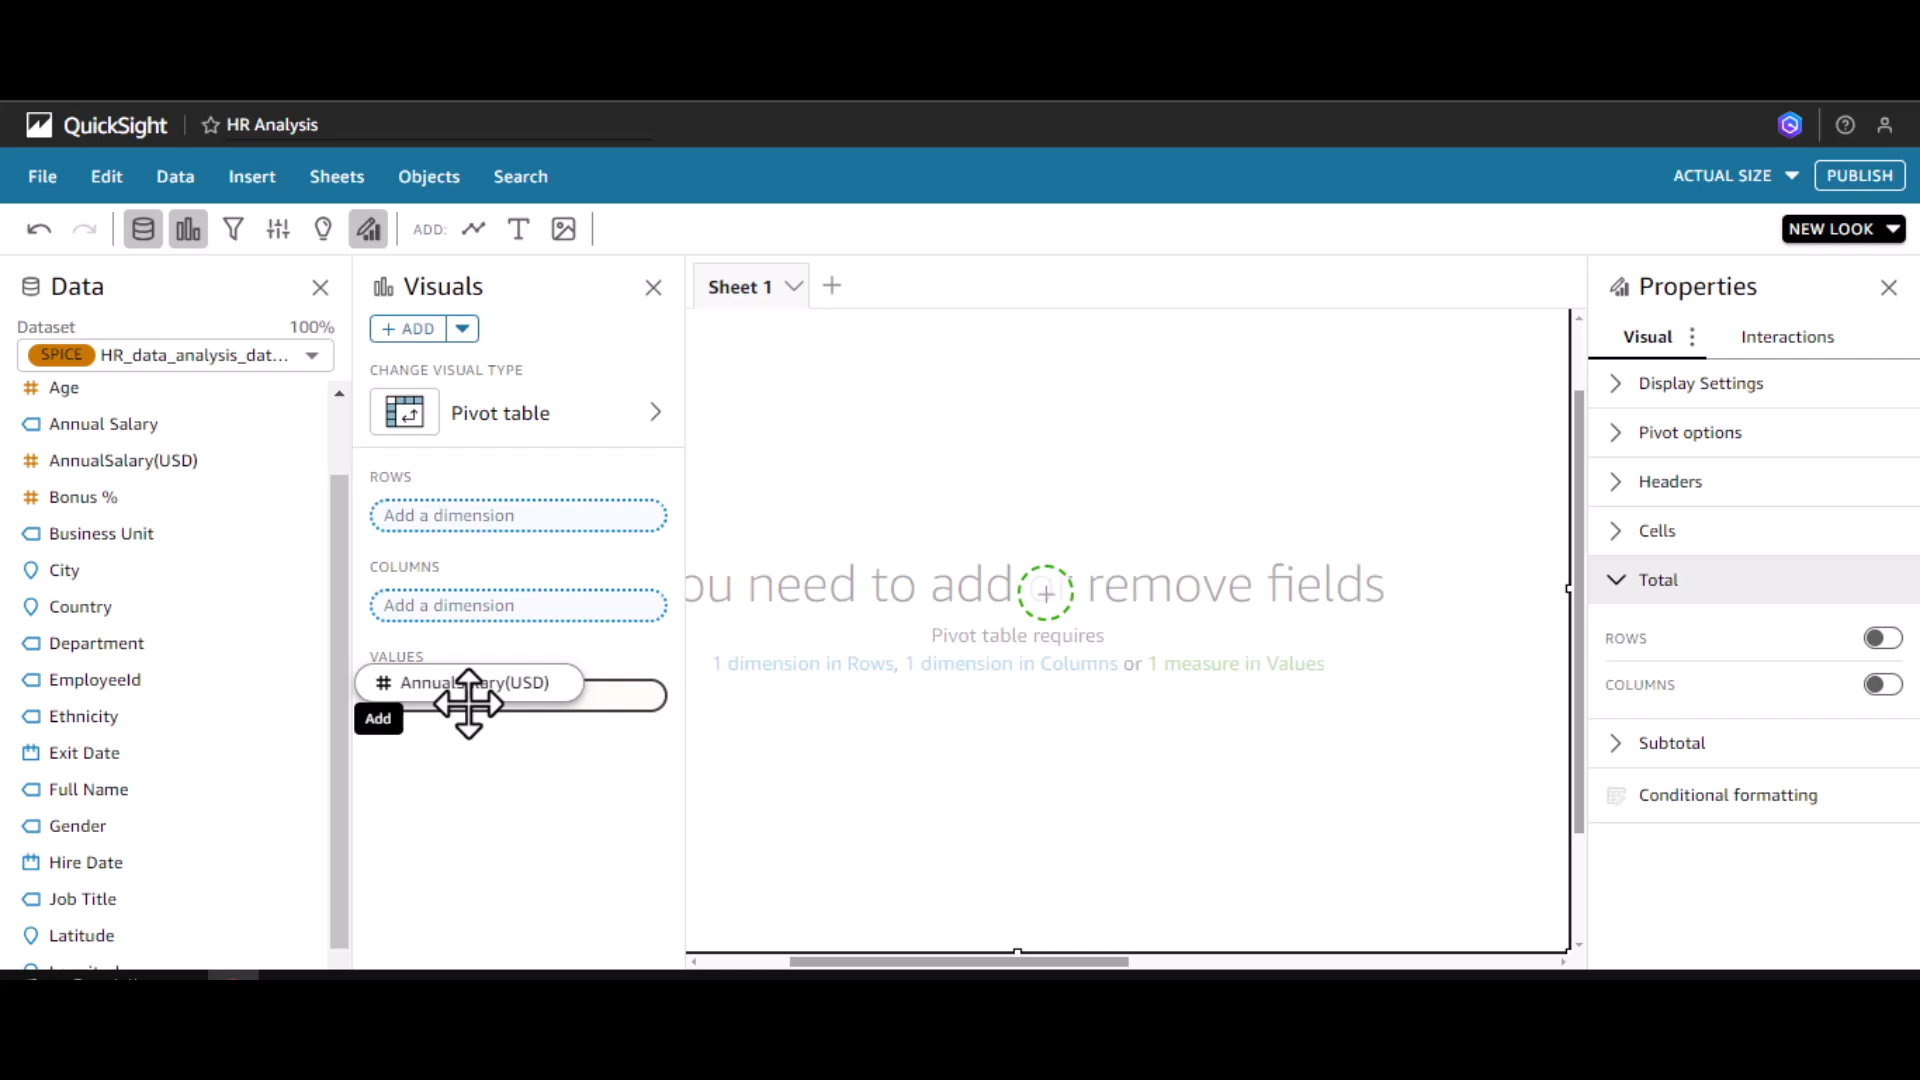 QuickSight
HR Analysis
File Edit Data Insert Sheets Objects Search
ACTUAL SIZE
PUBLISH
ADD:
NEW LOOK
Data
Dataset
100%
SPICE HR_data_analysis_dat...
Age
Annual Salary
AnnualSalary(USD)
Bonus %
Business Unit
City
Country
Department
EmployeeId
Ethnicity
Exit Date
Full Name
Gender
Hire Date
Job Title
Latitude
Visuals
+ ADD
CHANGE VISUAL TYPE
Pivot table
ROWS
Add a dimension
COLUMNS
Add a dimension
VALUES
Add
Sheet 1
ou need to add or remove fields
Pivot table requires
1 dimension in Rows, 1 dimension in Columns or 1 measure in Values
Properties
Visual
Interactions
Display Settings
Pivot options
Headers
Cells
Total
ROWS
COLUMNS
Subtotal
Conditional formatting